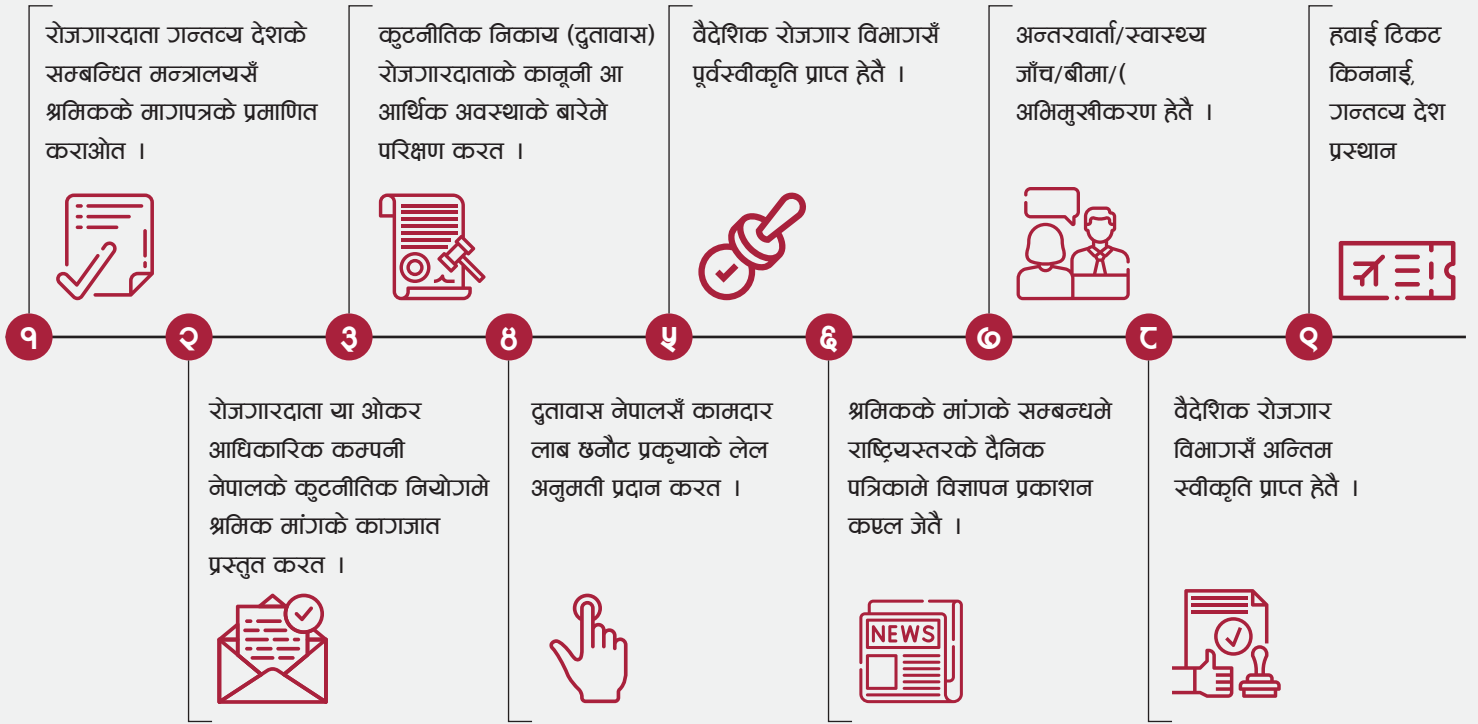 रोजगारदाता गन्तव्य देशके
सम्बन्धित मन्त्रालयसँ
श्रमिकके मागपत्रके प्रमाणित
कराओत ।
१
रोजगारदाता या ओकर
आधिकारिक कम्पनी
नेपालके कुटनीतिक नियोगमे
श्रमिक मांगके कागजात
प्रस्तुत करत ।
२
कुटनीतिक निकाय (दुतावास)
रोजगारदाताके कानूनी आ
आर्थिक अवस्थाके बारेमे
परिक्षण करत ।
३
दुतावास नेपालसँ कामदार
लाब छनौट प्रकृयाके लेल
अनुमती प्रदान करत ।
४
वैदेशिक रोजगार विभागसँ
पूर्वस्वीकृति प्राप्त हेतै ।
५
श्रमिकके मांगके सम्बन्धमे
राष्ट्रियस्तरके दैनिक
पत्रिकामे विज्ञापन प्रकाशन
कएल जेतै ।
NEWS
६
अन्तरवार्ता/स्वास्थ्य
जाँच/बीमा/(
अभिमुखीकरण हेतै ।
७
वैदेशिक रोजगार
विभागसँ अन्तिम
स्वीकृति प्राप्त हेतै ।
८
हवाई टिकट
किननाई,
गन्तव्य देश
प्रस्थान
९